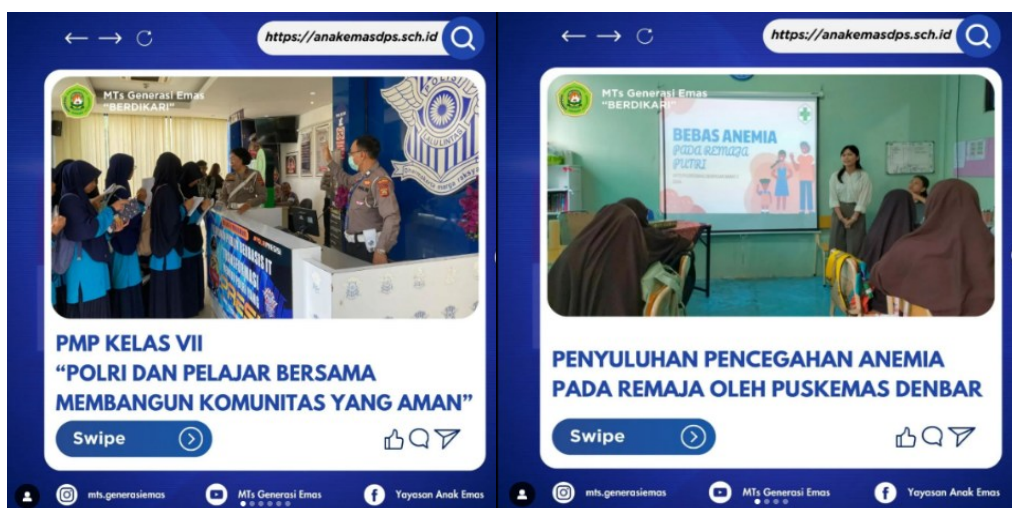 https://anakemasdps.sch.id
MTs Generasi Emas
"BERDIKARI"
PMP KELAS VII
"POLRI DAN PELAJAR BERSAMA
MEMBANGUN KOMUNITAS YANG AMAN"
Swipe
mts.generasiemas
MTs Generasi Emas
Yayasan Anak Emas
https://anakemasdps.sch.id
MTs Generasi Emas
"BERDIKARI"
BEBAS ANEMIA
PADA REMAJA
PUTRI
PENYULUHAN PENCEGAHAN ANEMIA
PADA REMAJA OLEH PUSKEMAS DENBAR
Swipe
mts.generasiemas
MTs Generasi Emas
Yayasan Anak Emas